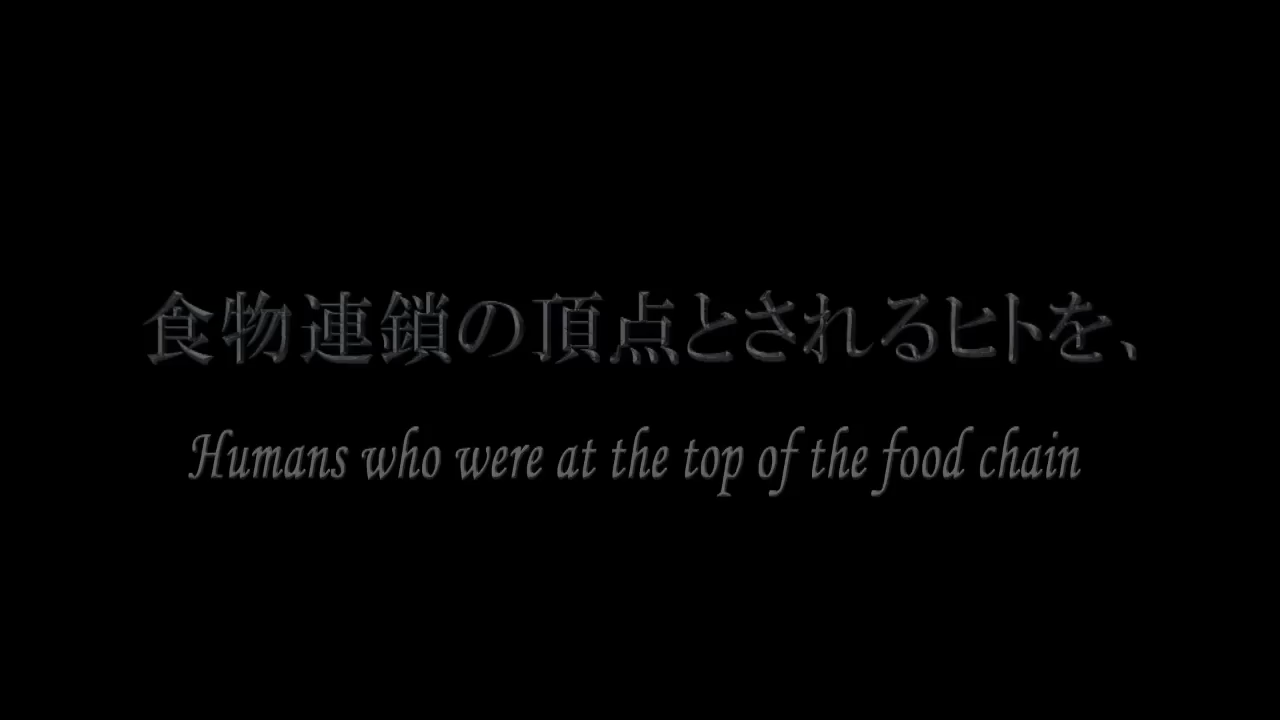 食物連鎖の頂点とされるヒトを、
Humans who were at the top of the food chain